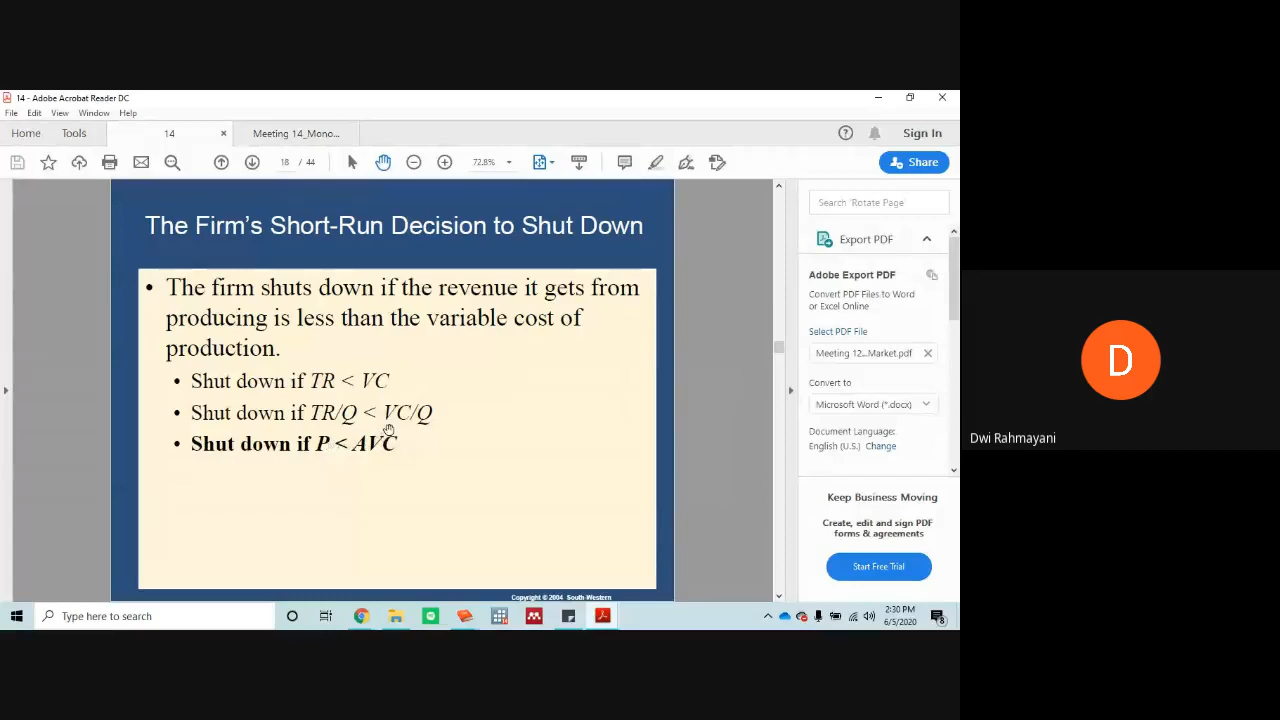 14 - Adobe Acrobat Reader DC
File Edit View Window Help
Home Tools 14 × Meeting 14_Mono... ? Sign In
18 / 44 72.8% Share
The Firm's Short-Run Decision to Shut Down
• The firm shuts down if the revenue it gets from
producing is less than the variable cost of
production.
• Shut down if TR < VC
• Shut down if TR/Q < VC/Q
• Shut down if P < AVC
Copyright © 2004 South-Western
Search 'Rotate Page'
Export PDF
Adobe Export PDF
Convert PDF Files to Word
or Excel Online
Select PDF File
Meeting 12...Market.pdf ×
Convert to
Microsoft Word (*.docx)
Document Language:
English (U.S.) Change
Keep Business Moving
Create, edit and sign PDF
forms & agreements
Start Free Trial
D
Dwi Rahmayani
Type here to search
2:30 PM
6/5/2020
8